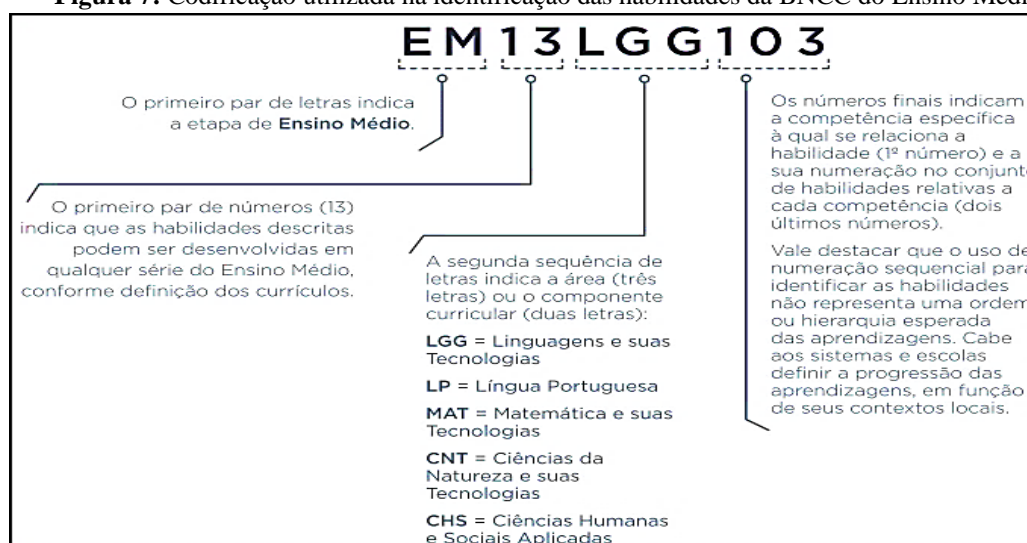 Figura 7: Codificação utilizada na identificação das habilidades da BNCC do Ensino Médio
EM13LGG103
O primeiro par de letras indica
a etapa de Ensino Médio.
O primeiro par de números (13)
indica que as habilidades descritas
podem ser desenvolvidas em
qualquer série do Ensino Médio,
conforme definição dos currículos.
A segunda sequência de
letras indica a área (três
letras) ou o componente
curricular (duas letras):
LGG = Linguagens e suas
Tecnologias
LP = Língua Portuguesa
MAT = Matemática e suas
Tecnologias
CNT = Ciências da
Natureza e suas
Tecnologias
CHS = Ciências Humanas
e Sociais Aplicadas
Os números finais indicam
a competência específica
à qual se relaciona a
habilidade (1º número) e a
sua numeração no conjunto
de habilidades relativas a
cada competência (dois
últimos números).
Vale destacar que o uso de
numeração sequencial para
identificar as habilidades
não representa uma ordem
ou hierarquia esperada
das aprendizagens. Cabe
aos sistemas e escolas
definir a progressão das
aprendizagens, em função
de seus contextos locais.